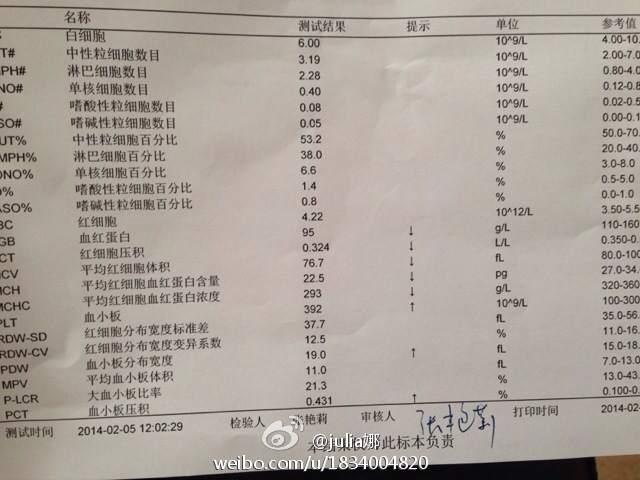 名称 测试结果 提示 单位 参考值
白细胞 6.00 10^9/L 4.00-10.
T# 中性粒细胞数目 3.19 10^9/L 2.00-7.0
MPH# 淋巴细胞数目 2.28 10^9/L 0.80-4.0
NO# 单核细胞数目 0.40 10^9/L 0.12-0.8
# 嗜酸性粒细胞数目 0.08 10^9/L 0.02-0.5
SO# 嗜碱性粒细胞数目 0.05 10^9/L 0.00-0.1
UT% 中性粒细胞百分比 53.2 % 50.0-70.
MPH% 淋巴细胞百分比 38.0 % 20.0-40.
ONO% 单核细胞百分比 6.6 % 3.0-8.0
O% 嗜酸性粒细胞百分比 1.4 % 0.5-5.0
ASO% 嗜碱性粒细胞百分比 0.8 % 0.0-1.0
BC 红细胞 4.22 10^12/L 3.50-5.5
GB 血红蛋白 95 ↓ g/L 110-160
CT 红细胞压积 0.324 ↓ L/L 0.350-0.
MCV 平均红细胞体积 76.7 ↓ fL 80.0-100
MCH 平均红细胞血红蛋白含量 22.5 ↓ pg 27.0-34.
MCHC 平均红细胞血红蛋白浓度 293 ↓ g/L 320-360
PLT 血小板 392 ↑ 10^9/L 100-300
RDW-SD 红细胞分布宽度标准差 37.7 fL 35.0-56.
RDW-CV 红细胞分布宽度变异系数 12.5 % 11.0-16.
PDW 血小板分布宽度 19.0 ↑ fL 15.0-18.
MPV 平均血小板体积 11.0 fL 7.0-13.0
P-LCR 大血小板比率 21.3 % 13.0-43.
PCT 血小板压积 0.431 ↑ % 0.100-0.
测试时间 2014-02-05 12:02:29 检验人 张艳莉 审核人 张艳莉 打印时间 2014-02-
此标本负责
@julia娜
weibo.com/u/1834004820